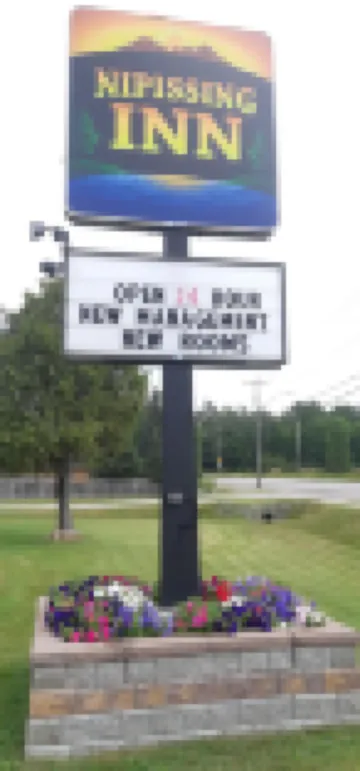 NIPISSING
INN
OPEN 24 HOUR
NEW MANAGEMENT
NEW ROOMS